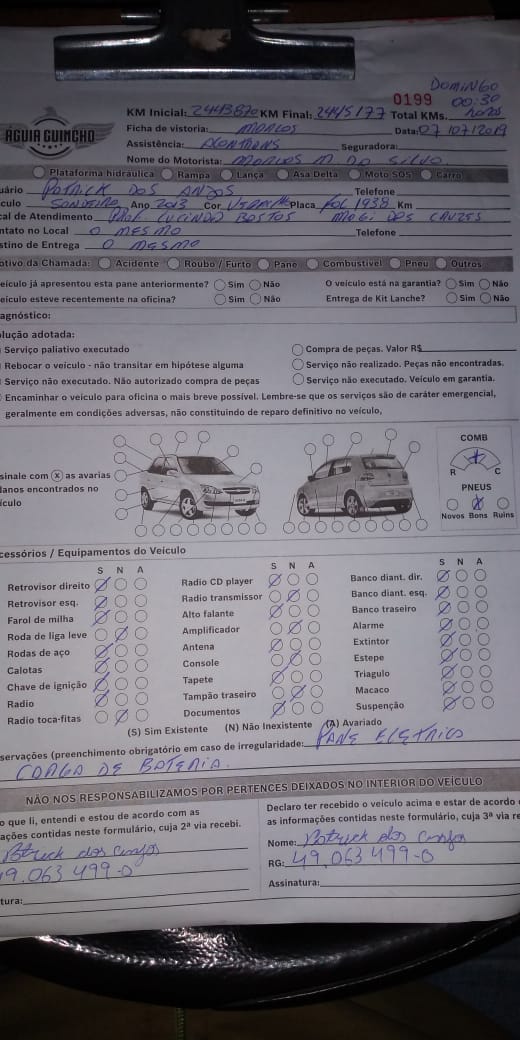 DOMINGO
0199 00:30
ÁGUIA GUINCHO
KM Inicial: KM Final: Total KMs.
Ficha de vistoria: MARCOS Data: 07/07/2019
Assistência: Seguradora:
Nome do Motorista: MARCOS M. DA SILVA
Plataforma hidráulica Rampa Lança Asa Delta Moto SOS Carro
uário PATRICK DOS ANJOS Telefone
culo SANDEIRO Ano 2013 Cor Placa 1938 Km
cal de Atendimento PROF. LUCINDA BASTOS MOGI DAS CRUZES
ntato no Local O MESMO Telefone
stino de Entrega O MESMO
otivo da Chamada: Acidente Roubo / Furto Pane Combustível Pneu Outros
eículo já apresentou esta pane anteriormente? Sim Não O veículo está na garantia? Sim Não
eículo esteve recentemente na oficina? Sim Não Entrega de Kit Lanche? Sim Não
agnóstico:
lução adotada:
Serviço paliativo executado Compra de peças. Valor R$
Rebocar o veículo - não transitar em hipótese alguma Serviço não realizado. Peças não encontradas.
Serviço não executado. Não autorizado compra de peças Serviço não executado. Veículo em garantia.
Encaminhar o veículo para oficina o mais breve possível. Lembre-se que os serviços são de caráter emergencial,
geralmente em condições adversas, não constituindo de reparo definitivo no veículo,
sinale com X as avarias
danos encontrados no
ículo
COMB
R C
PNEUS
Novos Bons Ruins
cessórios / Equipamentos do Veículo
S N A S N A S N A
Retrovisor direito Radio CD player Banco diant. dir.
Retrovisor esq. Radio transmissor Banco diant. esq.
Farol de milha Alto falante Banco traseiro
Roda de liga leve Amplificador Alarme
Rodas de aço Antena Extintor
Calotas Console Estepe
Chave de ignição Tapete Triagulo
Radio Tampão traseiro Macaco
Radio toca-fitas Documentos Suspenção
(S) Sim Existente (N) Não Inexistente (A) Avariado
servações (preenchimento obrigatório em caso de irregularidade: PANE ELETRICA
CARGA DE BATERIA.
NÃO NOS RESPONSABILIZAMOS POR PERTENCES DEIXADOS NO INTERIOR DO VEÍCULO
o que li, entendi e estou de acordo com as
ações contidas neste formulário, cuja 2ª via recebi.
Patrick dos Anjos
49.063 499-0
tura:
Declaro ter recebido o veículo acima e estar de acordo
as informações contidas neste formulário, cuja 3ª via re
Nome: Patrick dos Anjos
RG: 49.063 499-0
Assinatura: